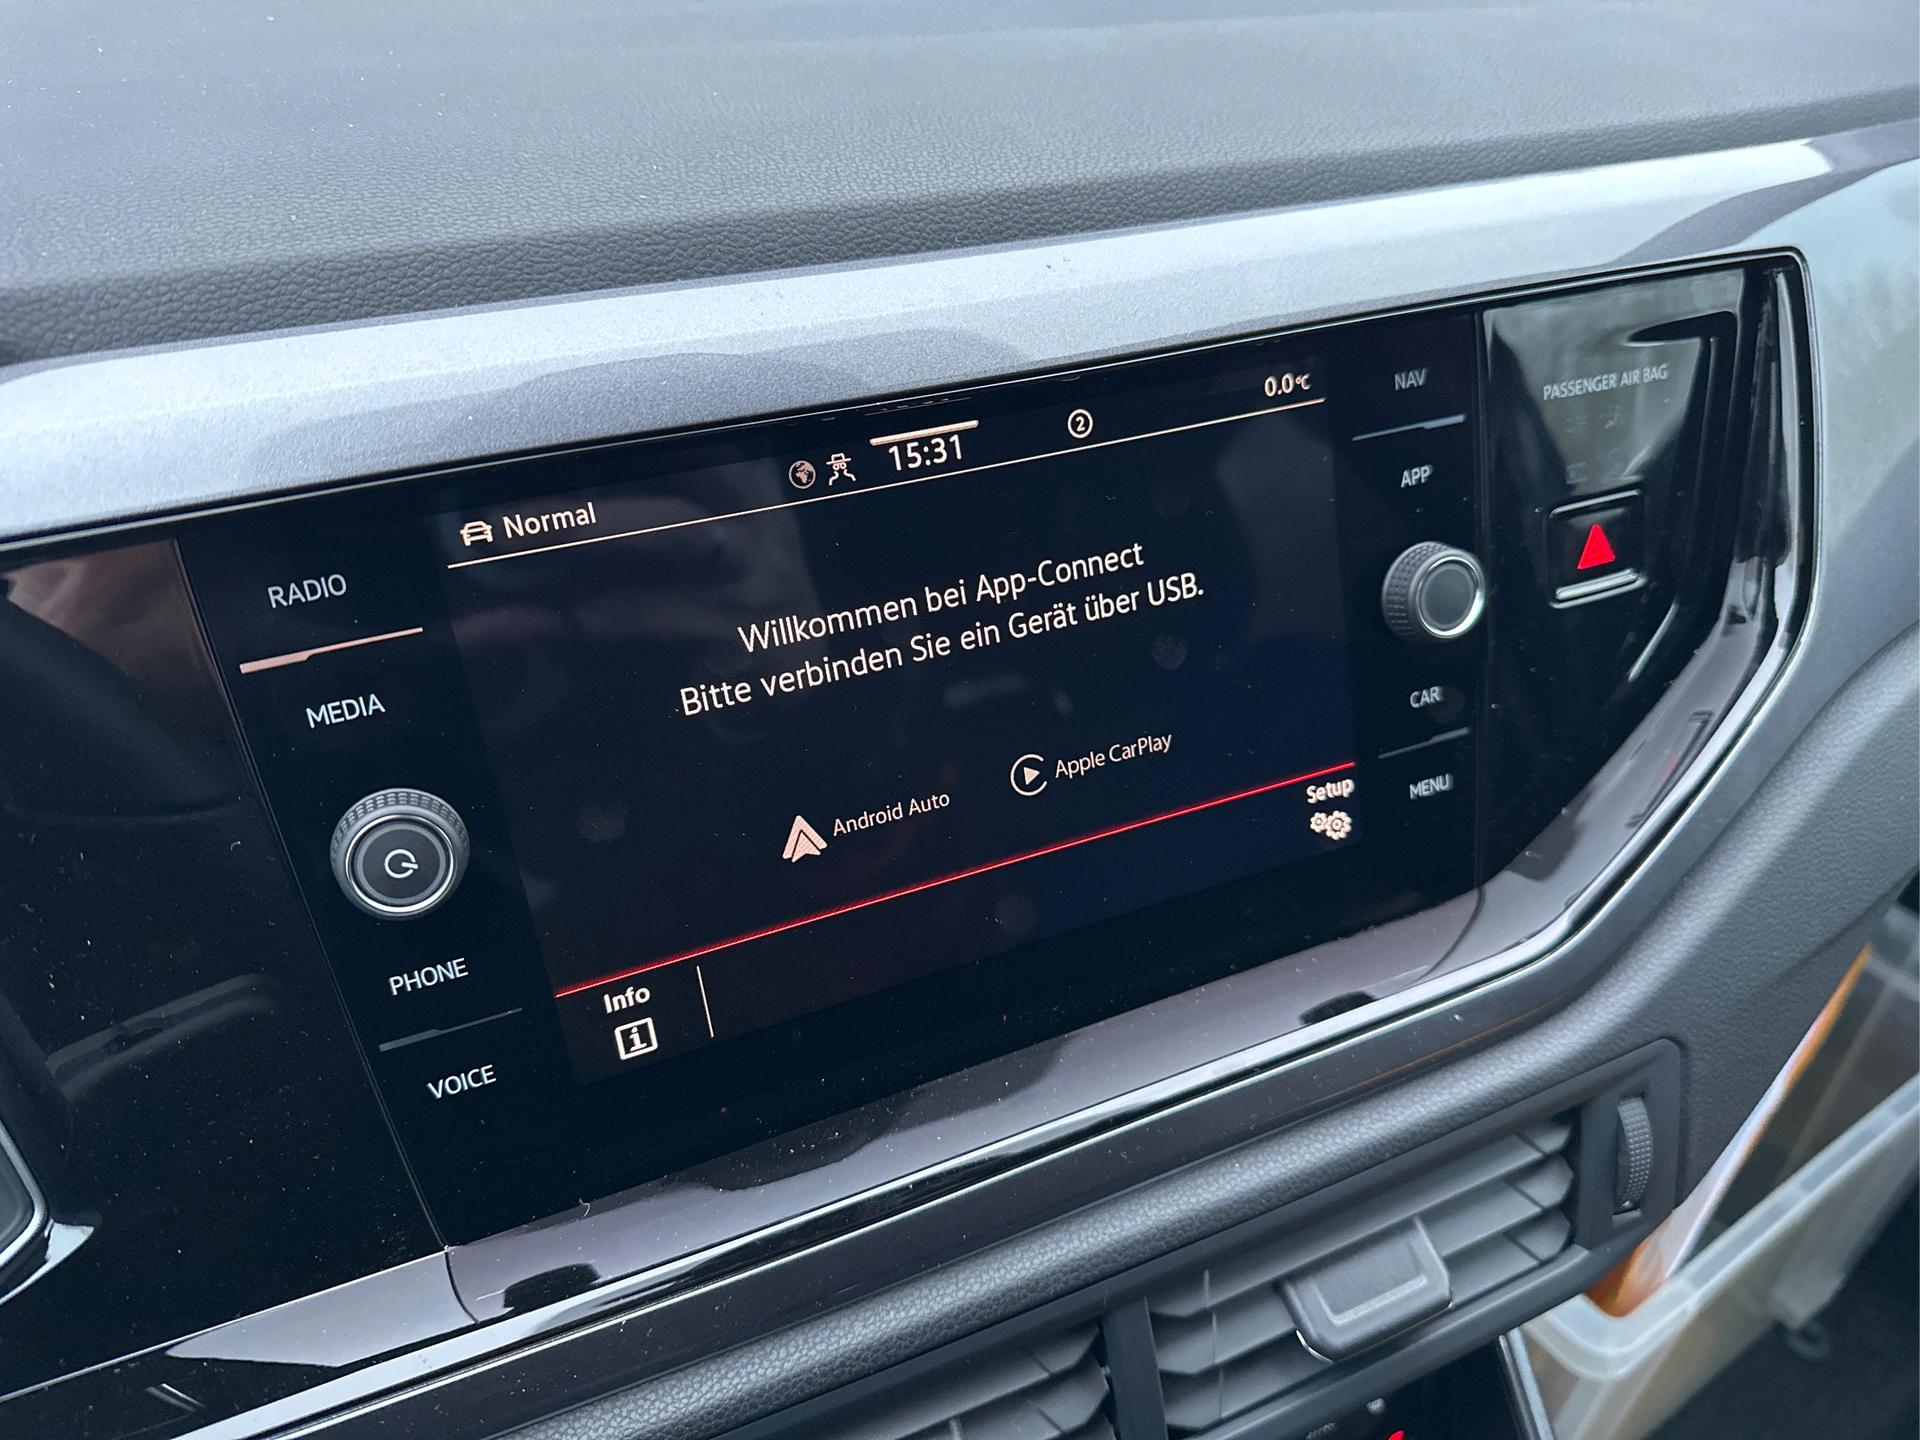 15:31
2
0.0°C
Normal
Willkommen bei App-Connect
Bitte verbinden Sie ein Gerät über USB.
Android Auto
Apple CarPlay
Setup
Info
i
RADIO
MEDIA
PHONE
VOICE
NAV
APP
CAR
MENU
PASSENGER AIR BAG